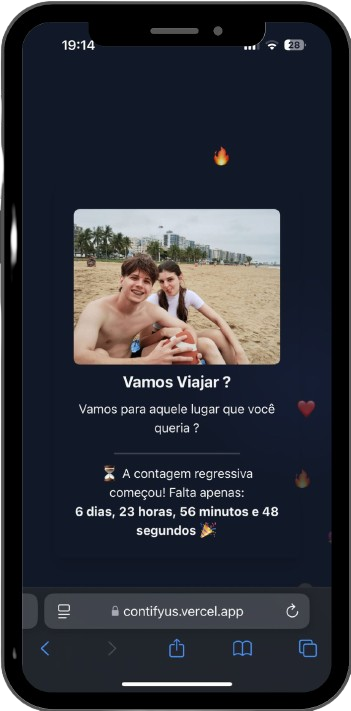 19:14
28
Vamos Viajar ?
Vamos para aquele lugar que você
queria ?
⏳ A contagem regressiva
começou! Falta apenas:
6 dias, 23 horas, 56 minutos e 48
segundos 🎉
contifyus.vercel.app